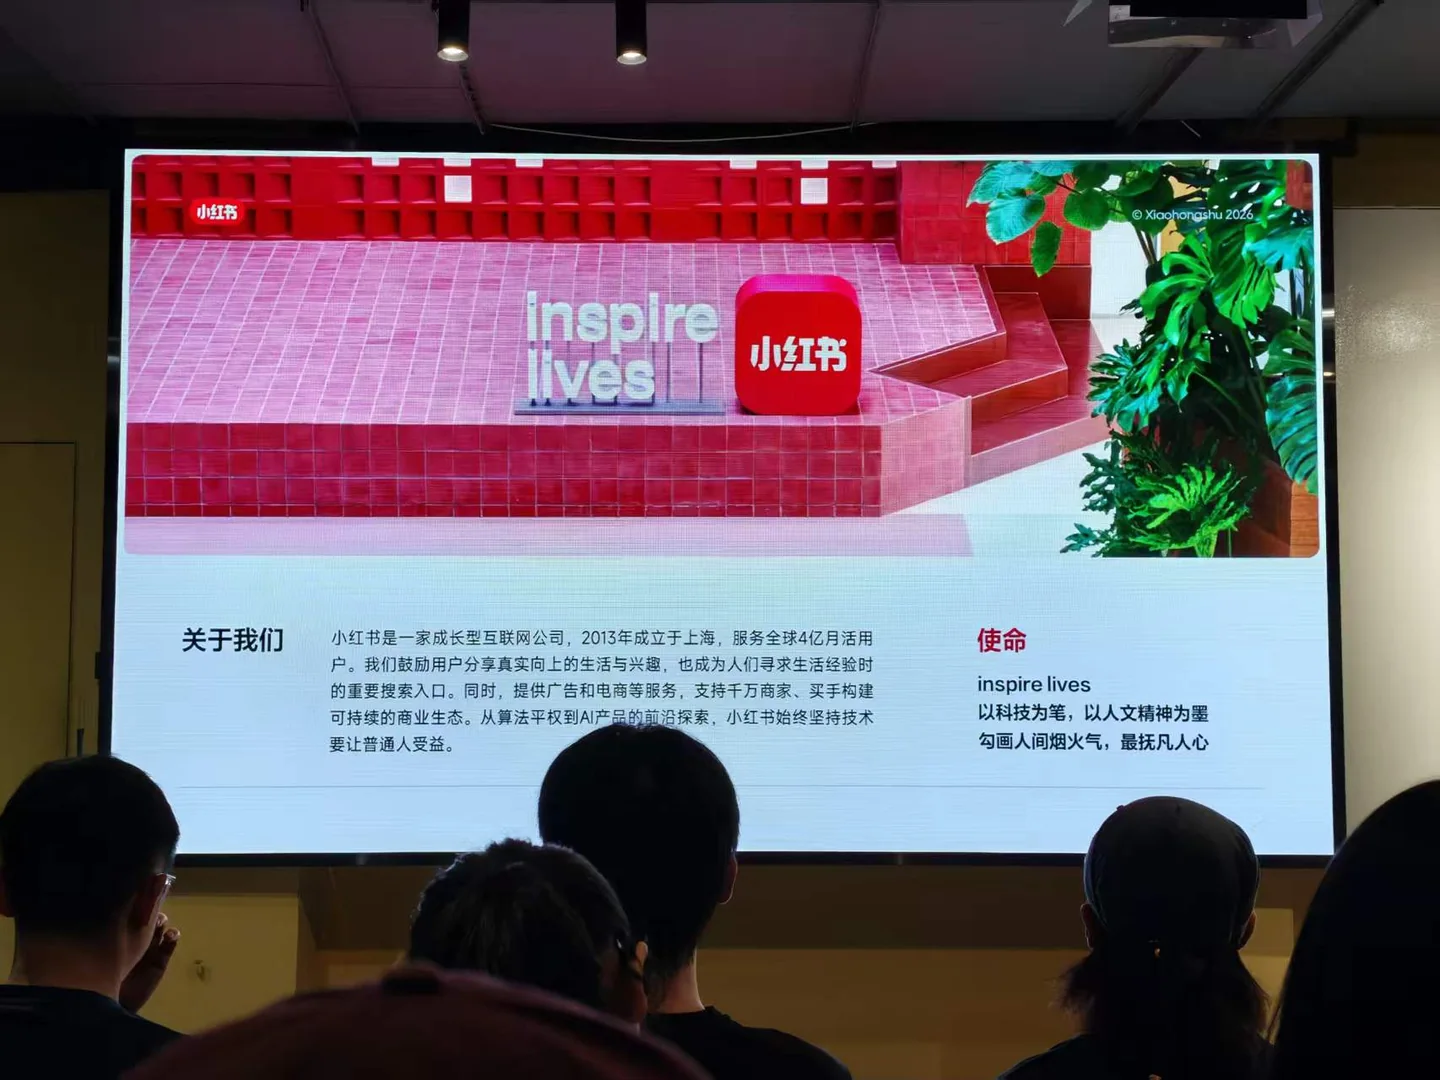 小红书
© Xiaohongshu 2026
inspire
lives
小红书
关于我们
小红书是一家成长型互联网公司，2013年成立于上海，服务全球4亿月活用
户。我们鼓励用户分享真实向上的生活与兴趣，也成为人们寻求生活经验时
的重要搜索入口。同时，提供广告和电商等服务，支持千万商家、买手构建
可持续的商业生态。从算法平权到AI产品的前沿探索，小红书始终坚持技术
要让普通人受益。
使命
inspire lives
以科技为笔，以人文精神为墨
勾画人间烟火气，最抚凡人心